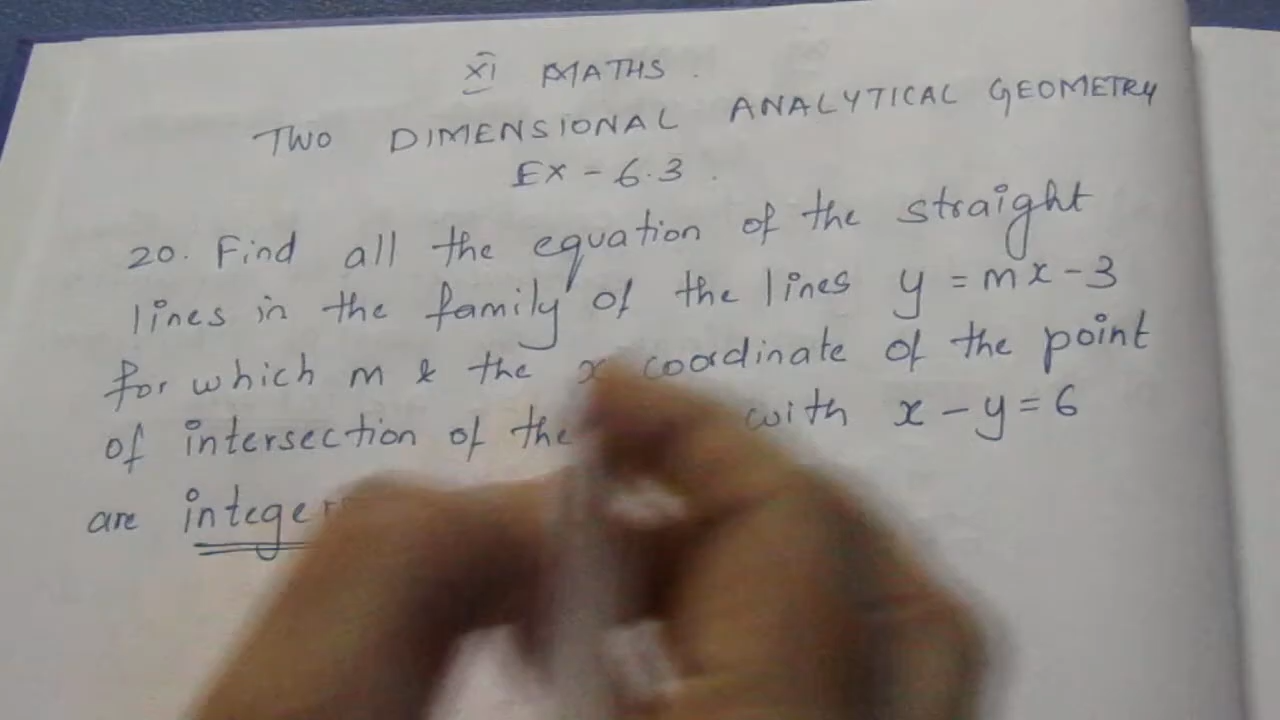 XI MATHS.
TWO DIMENSIONAL ANALYTICAL GEOMETRY
EX - 6.3.
20. Find all the equation of the straight
lines in the family of the lines y = mx - 3
for which m & the x coordinate of the point
of intersection of the with x - y = 6
are